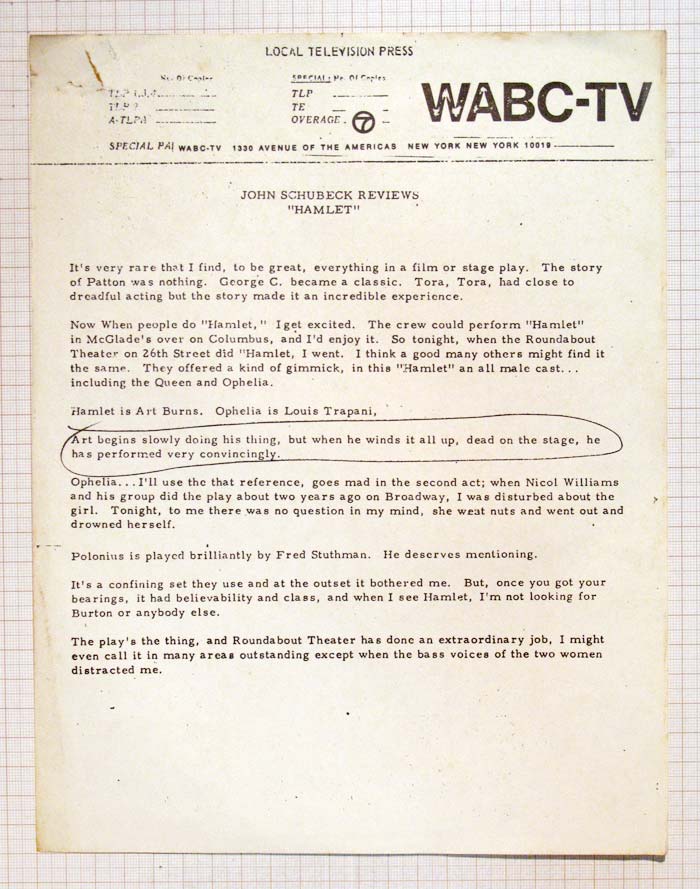 LOCAL TELEVISION PRESS
No. Of Copies SPECIAL: No. Of Copies
TLP
TLP ? TE
A-TLPA OVERAGE. 7
WABC-TV
SPECIAL PA WABC-TV 1330 AVENUE OF THE AMERICAS NEW YORK NEW YORK 10019
JOHN SCHUBECK REVIEWS
"HAMLET"
It's very rare that I find, to be great, everything in a film or stage play. The story
of Patton was nothing. George C. became a classic. Tora, Tora, had close to
dreadful acting but the story made it an incredible experience.
Now When people do "Hamlet," I get excited. The crew could perform "Hamlet"
in McGlade's over on Columbus, and I'd enjoy it. So tonight, when the Roundabout
Theater on 26th Street did "Hamlet, I went. I think a good many others might find it
the same. They offered a kind of gimmick, in this "Hamlet" an all male cast...
including the Queen and Ophelia.
Hamlet is Art Burns. Ophelia is Louis Trapani,
Art begins slowly doing his thing, but when he winds it all up, dead on the stage, he
has performed very convincingly.
Ophelia...I'll use the that reference, goes mad in the second act; when Nicol Williams
and his group did the play about two years ago on Broadway, I was disturbed about the
girl. Tonight, to me there was no question in my mind, she went nuts and went out and
drowned herself.
Polonius is played brilliantly by Fred Stuthman. He deserves mentioning.
It's a confining set they use and at the outset it bothered me. But, once you got your
bearings, it had believability and class, and when I see Hamlet, I'm not looking for
Burton or anybody else.
The play's the thing, and Roundabout Theater has done an extraordinary job, I might
even call it in many areas outstanding except when the bass voices of the two women
distracted me.